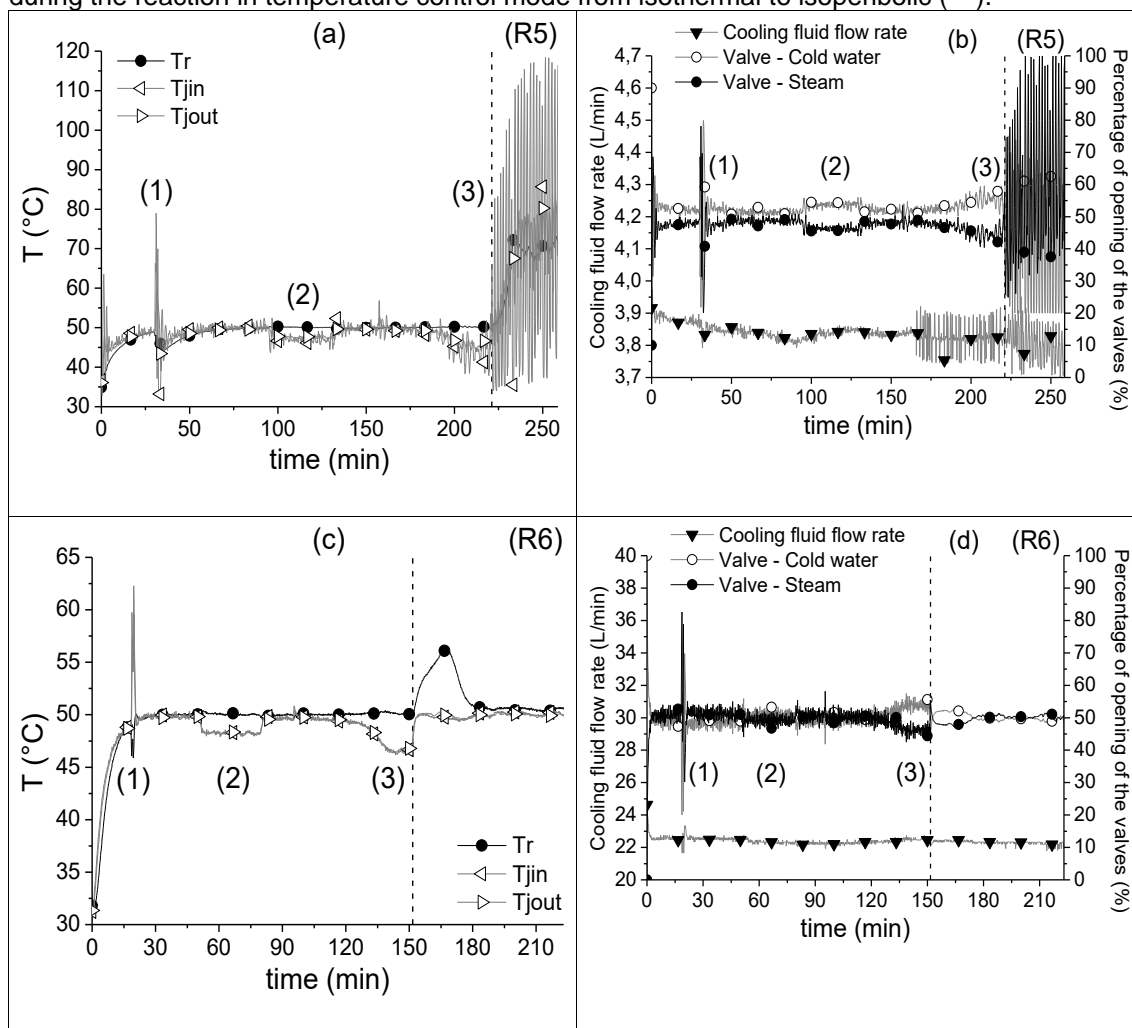 during the reaction in temperature control mode from isothermal to isoperibolic
(a) (R5)
Tr
Tjin
Tjout
(1)
(2)
(3)
120
110
100
90
80
70
60
50
40
30
T (°C)
0 50 100 150 200 250
time (min)
Cooling fluid flow rate
Valve - Cold water
Valve - Steam
(b) (R5)
(1) (2) (3)
4,7
4,6
4,5
4,4
4,3
4,2
4,1
4,0
3,9
3,8
3,7
Cooling fluid flow rate (L/min)
100
90
80
70
60
50
40
30
20
10
0
Percentage of opening of the valves (%)
0 50 100 150 200 250
time (min)
(c) (R6)
(1) (2) (3)
Tr
Tjin
Tjout
65
60
55
50
45
40
35
30
T (°C)
0 30 60 90 120 150 180 210
time (min)
Cooling fluid flow rate
Valve - Cold water
Valve - Steam
(d) (R6)
(1) (2) (3)
40
38
36
34
32
30
28
26
24
22
20
Cooling fluid flow rate (L/min)
100
90
80
70
60
50
40
30
20
10
0
Percentage of opening of the valves (%)
0 30 60 90 120 150 180 210
time (min)